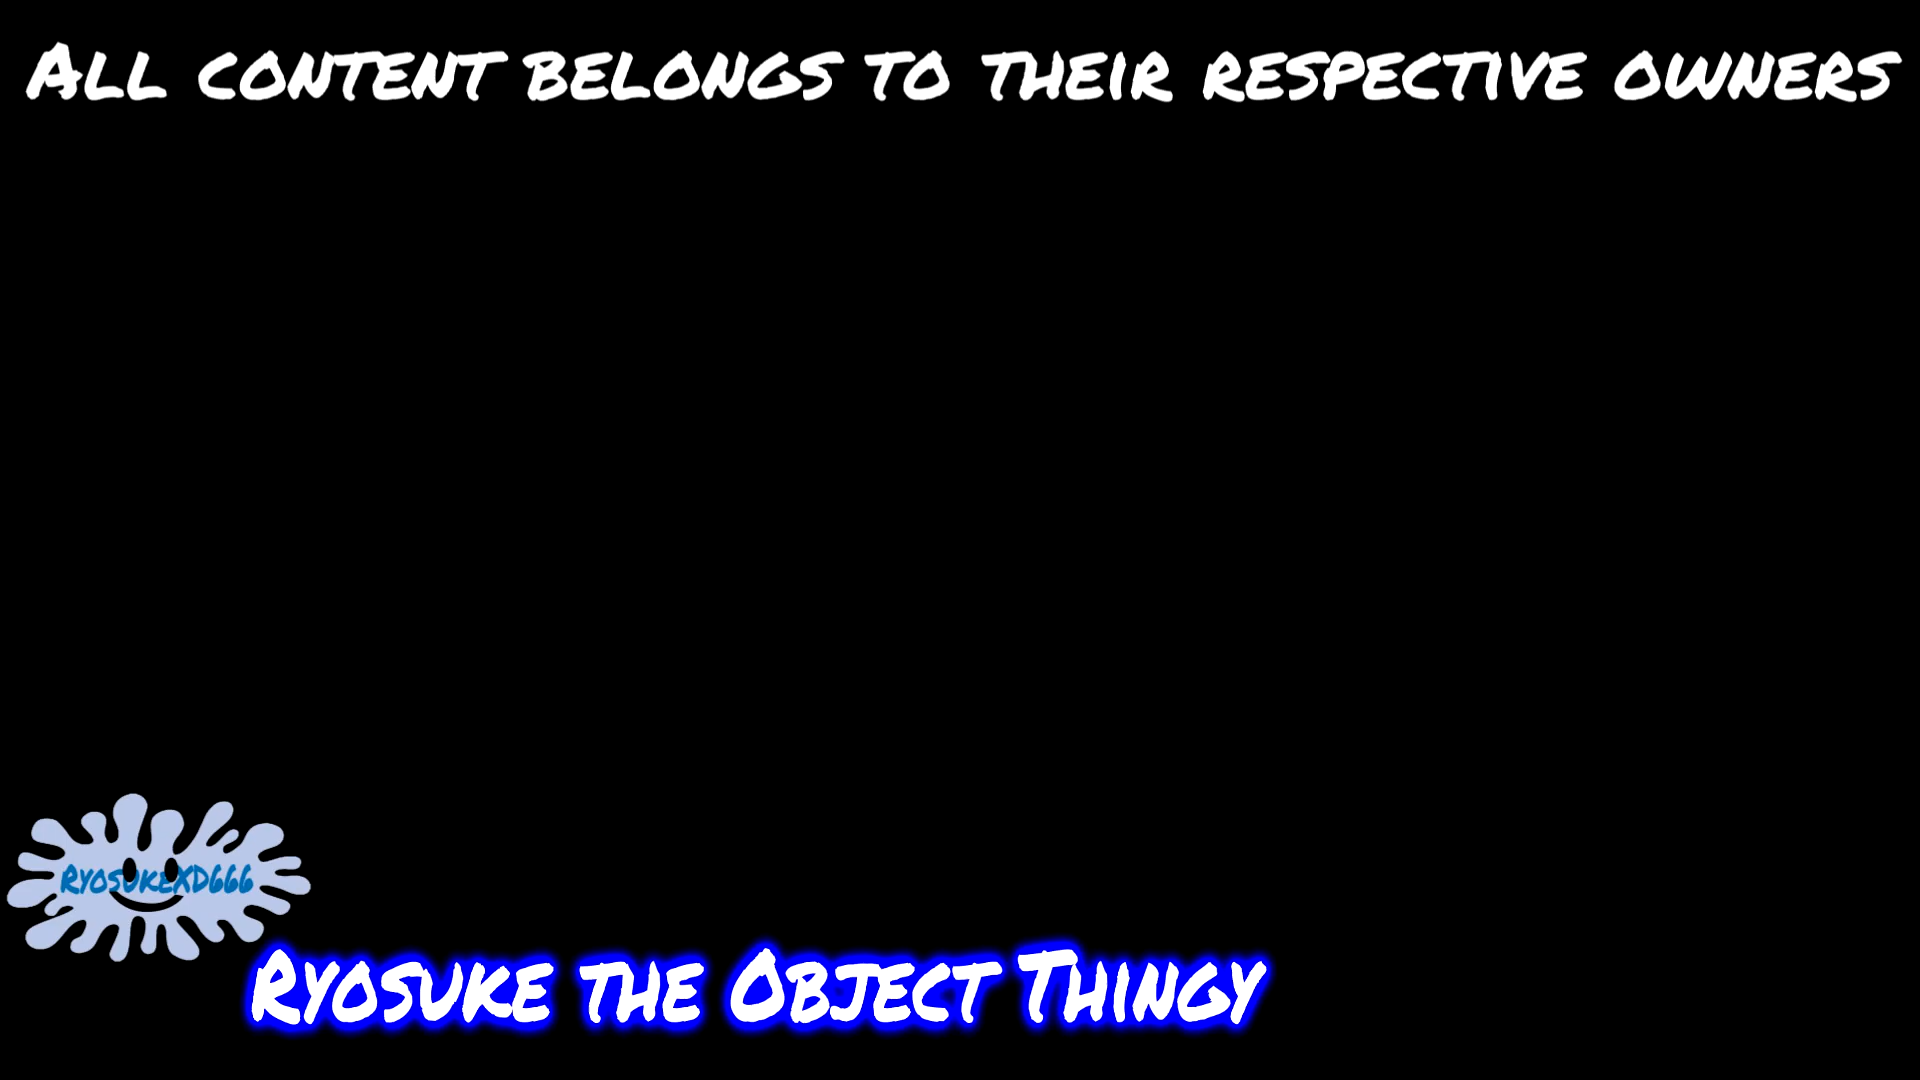 All content belongs to their respective owners
RyosukeXD666
Ryosuke the Object Thingy